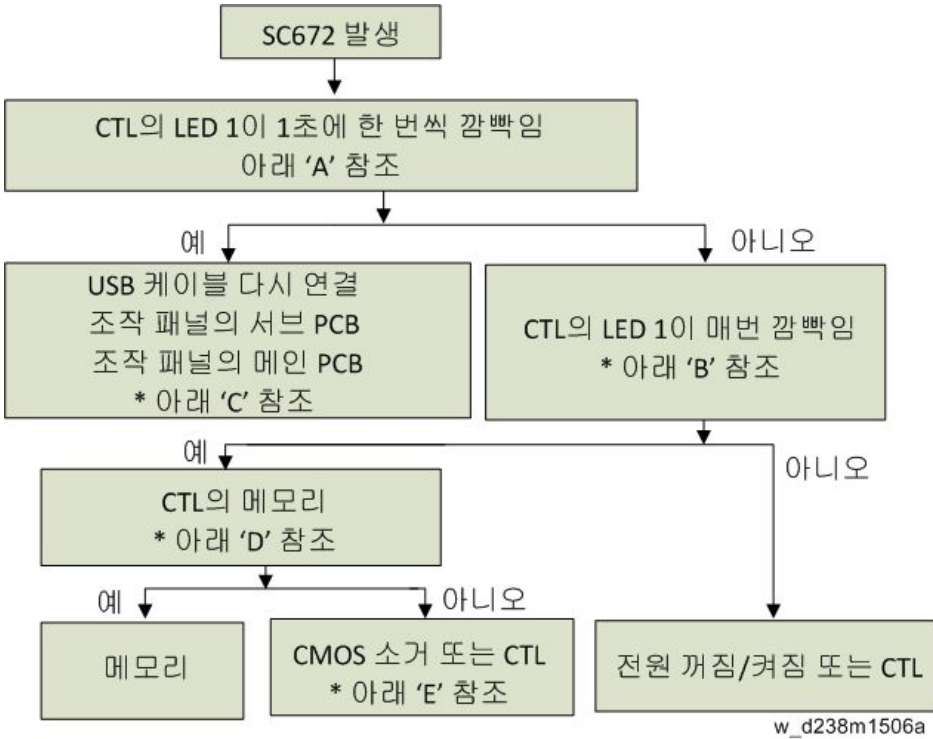 SC672 발생
CTL의 LED 1이 1초에 한 번씩 깜빡임
아래 ‘A’ 참조
예
아니오
USB 케이블 다시 연결
조작 패널의 서브 PCB
조작 패널의 메인 PCB
* 아래 ‘C’ 참조
CTL의 LED 1이 매번 깜빡임
* 아래 ‘B’ 참조
예
아니오
CTL의 메모리
* 아래 ‘D’ 참조
예
아니오
메모리
CMOS 소거 또는 CTL
* 아래 ‘E’ 참조
전원 꺼짐/켜짐 또는 CTL
w_d238m1506a